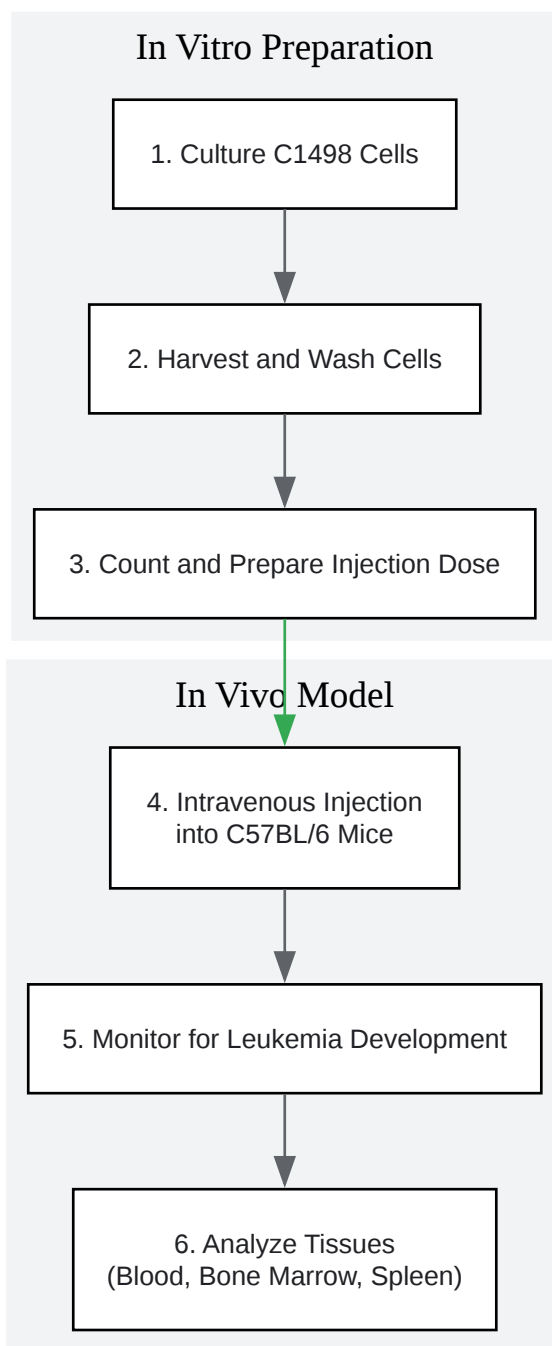 In Vitro Preparation
1. Culture C1498 Cells
2. Harvest and Wash Cells
3. Count and Prepare Injection Dose
In Vivo Model
4. Intravenous Injection
into C57BL/6 Mice
5. Monitor for Leukemia Development
6. Analyze Tissues
(Blood, Bone Marrow, Spleen)